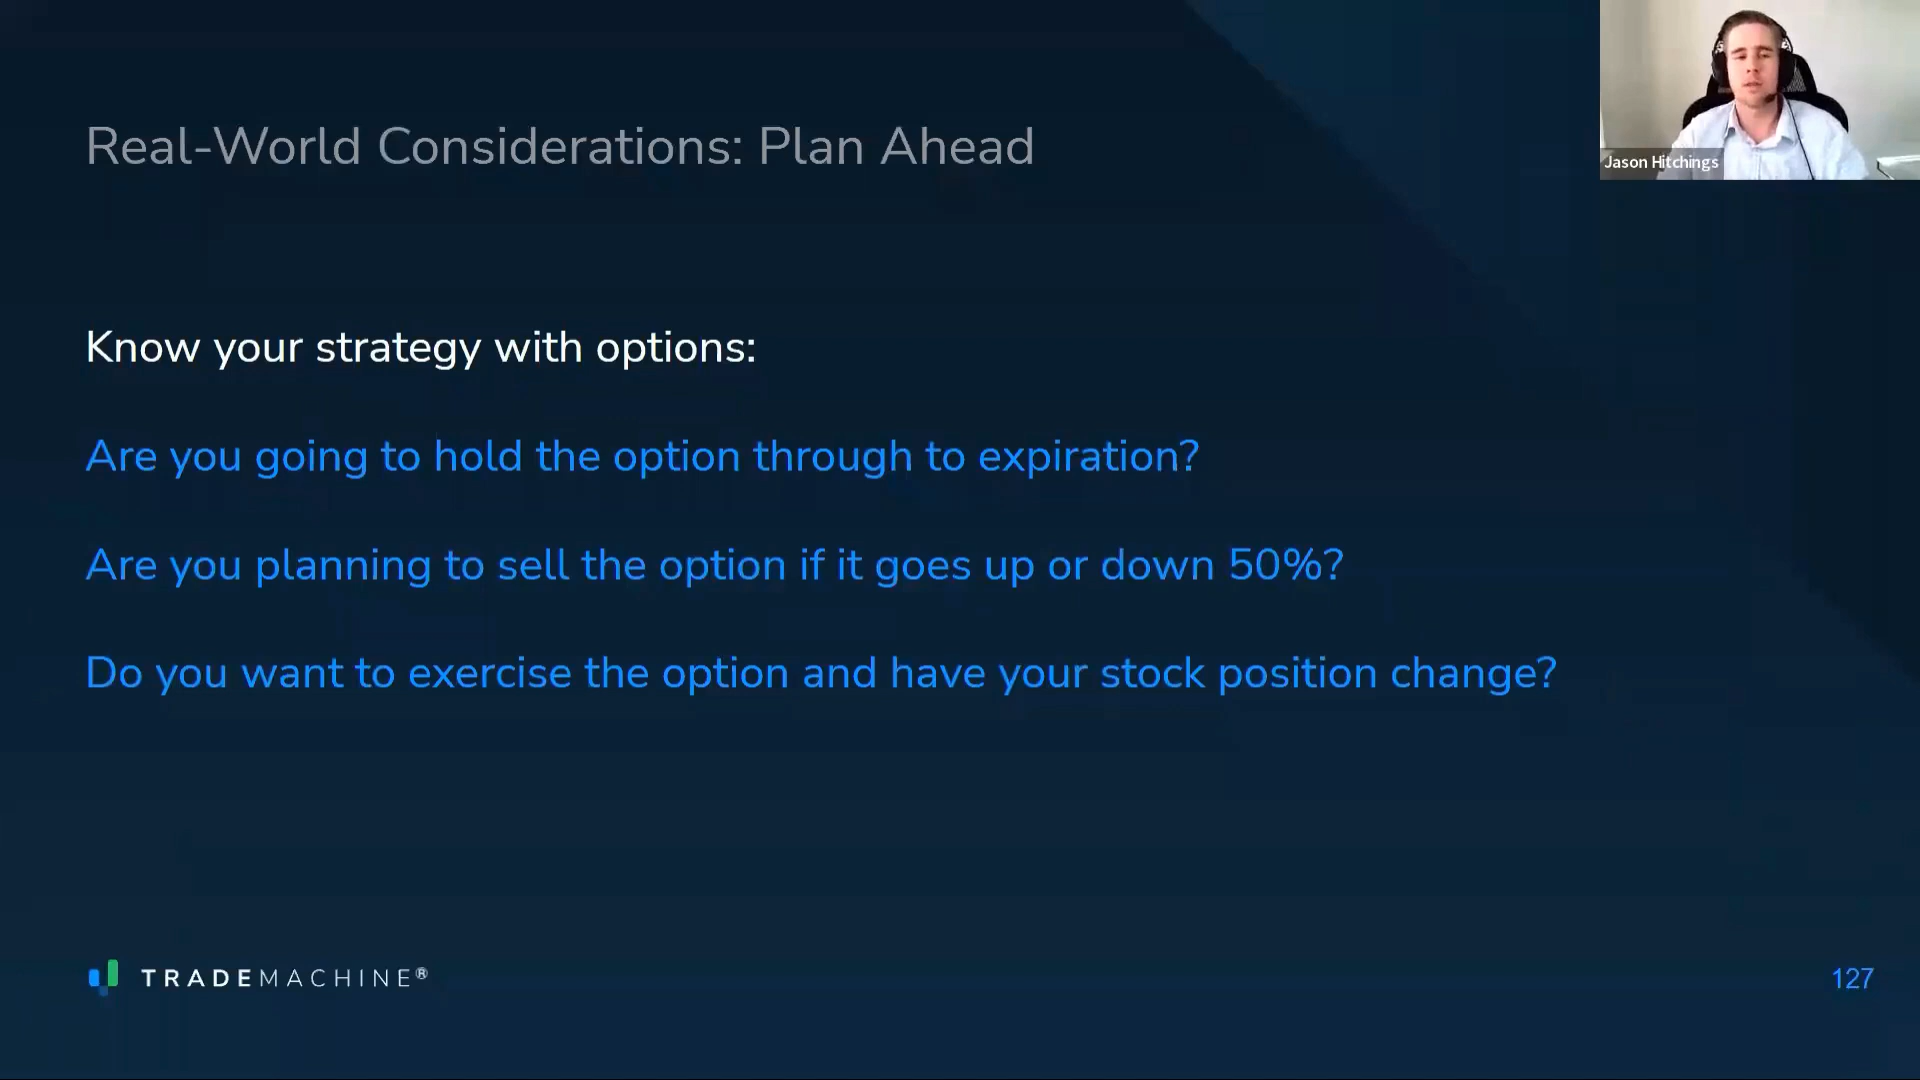 Real-World Considerations: Plan Ahead
Jason Hitchings
Know your strategy with options:
Are you going to hold the option through to expiration?
Are you planning to sell the option if it goes up or down 50%?
Do you want to exercise the option and have your stock position change?
TRADEMACHINE®
127